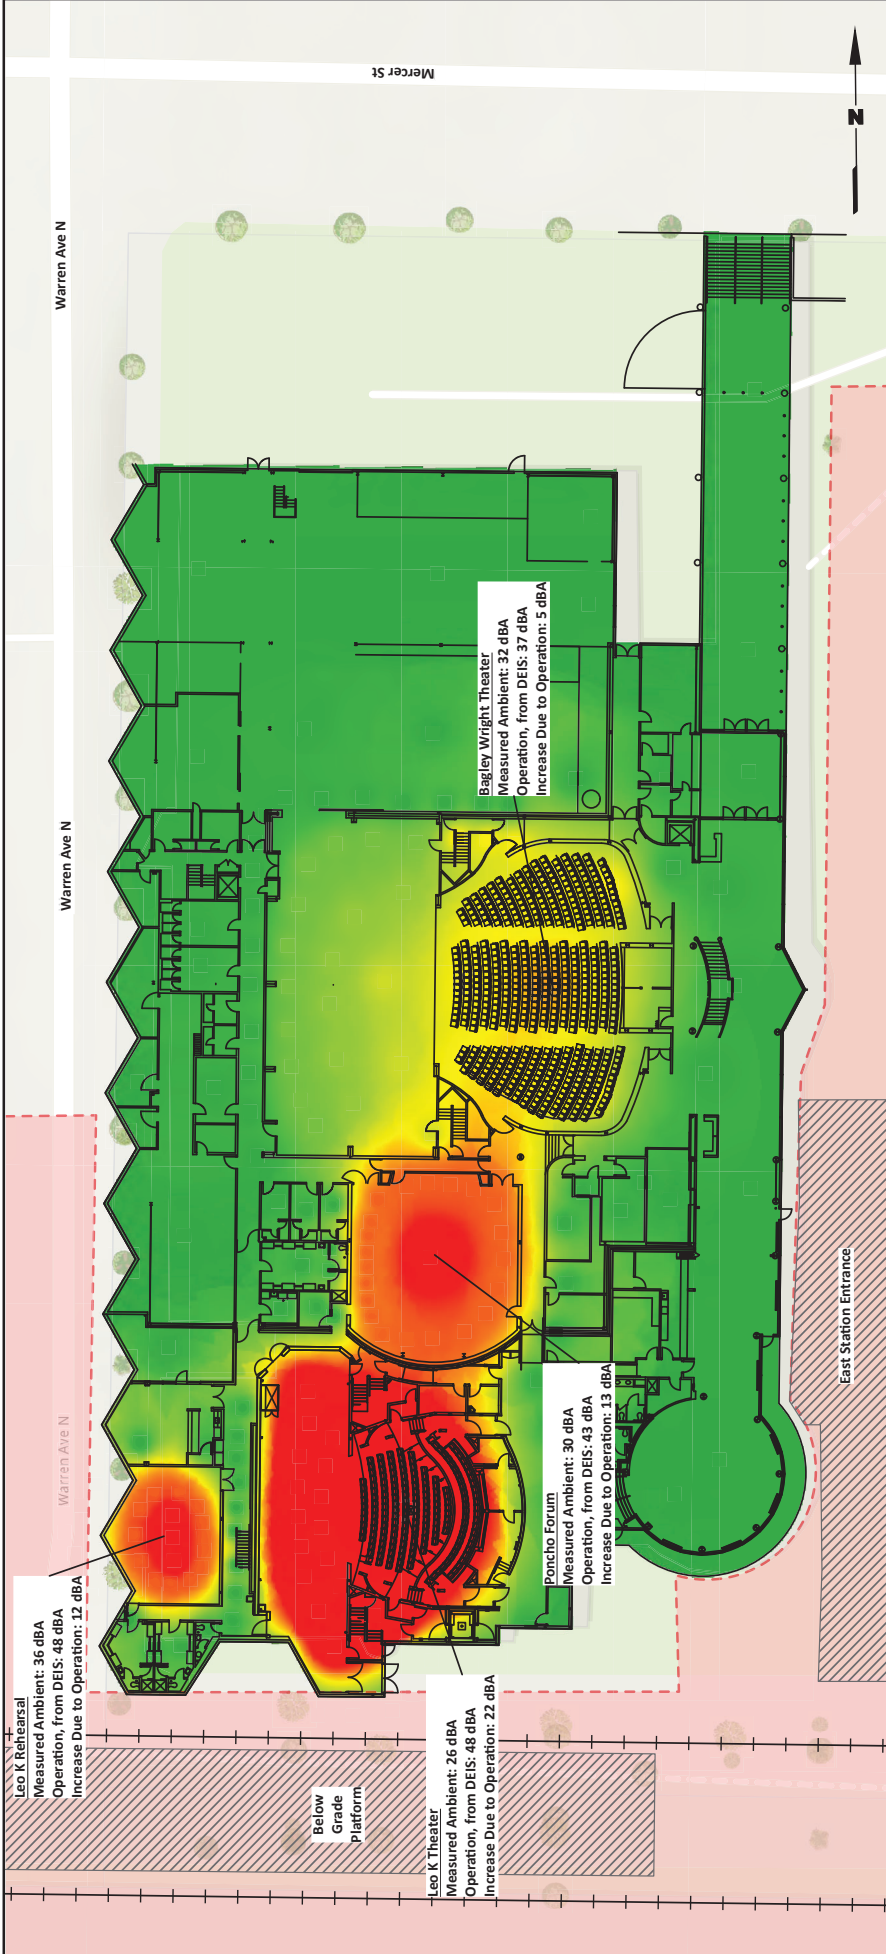 Mercer St
N
Warren Ave N
Warren Ave N
Warren Ave N
Bagley Wright Theater
Measured Ambient: 32 dBA
Operation, from DEIS: 37 dBA
Increase Due to Operation: 5 dBA
East Station Entrance
Poncho Forum
Measured Ambient: 30 dBA
Operation, from DEIS: 43 dBA
Increase Due to Operation: 13 dBA
Leo K Rehearsal
Measured Ambient: 36 dBA
Operation, from DEIS: 48 dBA
Increase Due to Operation: 12 dBA
Leo K Theater
Measured Ambient: 26 dBA
Operation, from DEIS: 48 dBA
Increase Due to Operation: 22 dBA
Below
Grade
Platform